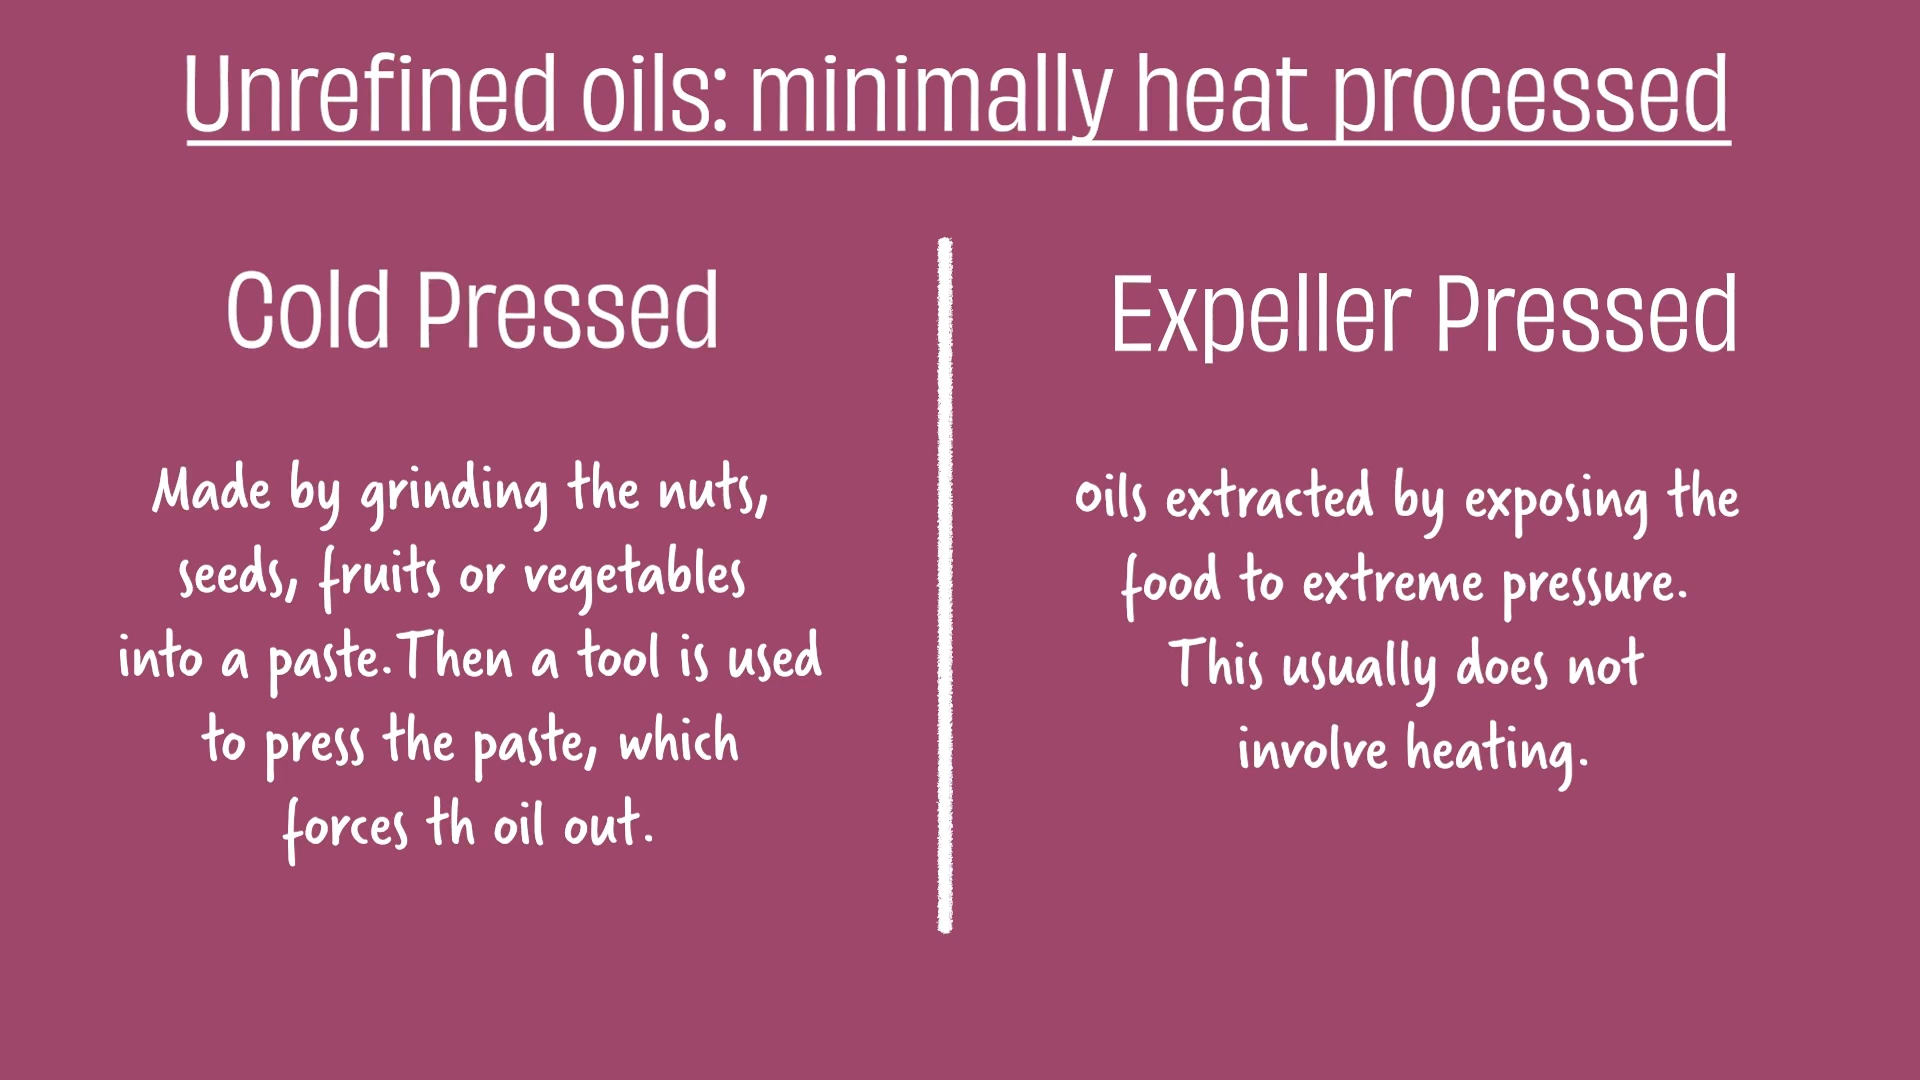 Unrefined oils: minimally heat processed
Cold Pressed
Made by grinding the nuts,
seeds, fruits or vegetables
into a paste.Then a tool is used
to press the paste, which
forces th oil out.
Expeller Pressed
Oils extracted by exposing the
food to extreme pressure.
This usually does not
involve heating.